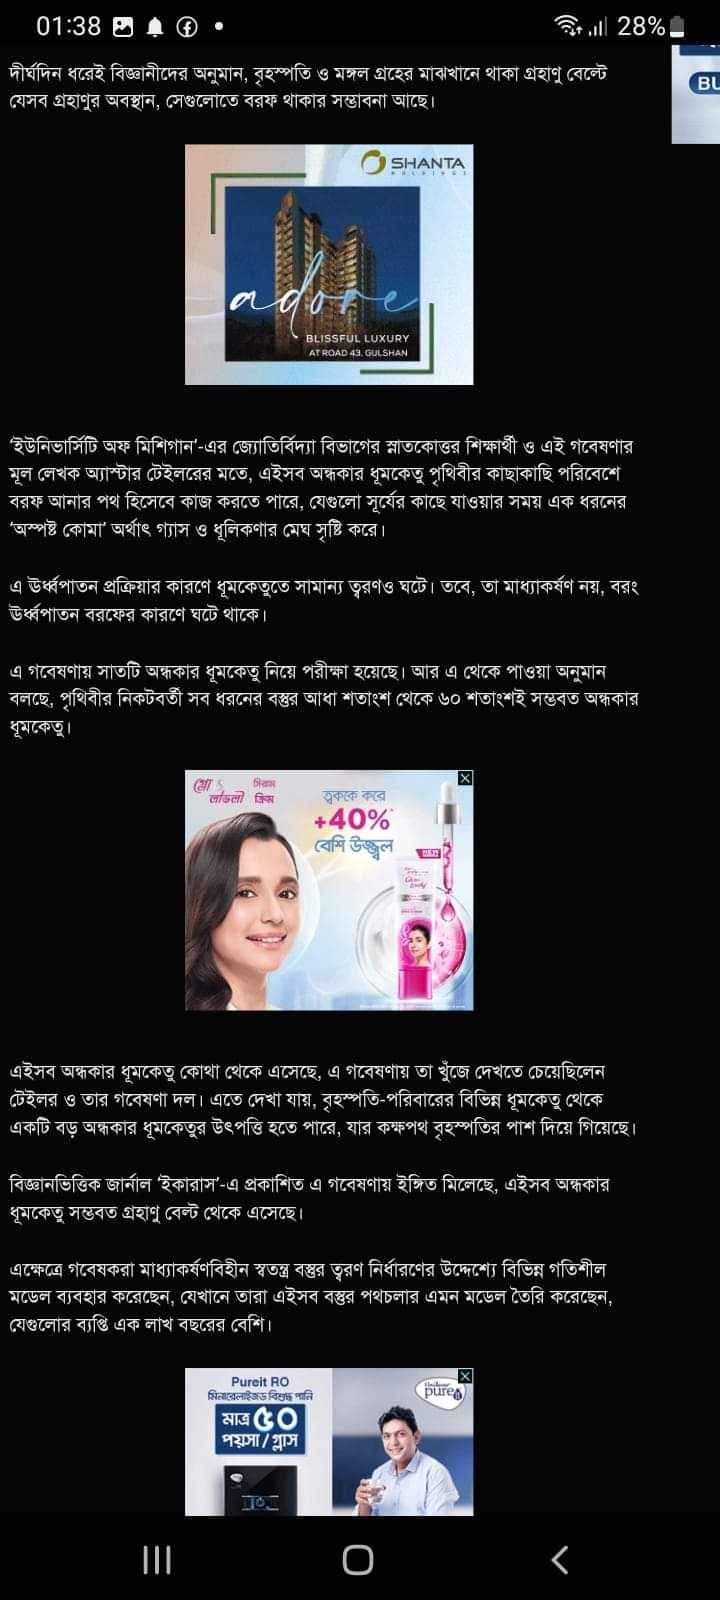 01:38
28%
দীর্ঘদিন ধরেই বিজ্ঞানীদের অনুমান, বৃহস্পতি ও মঙ্গল গ্রহের মাঝখানে থাকা গ্রহাণু বেল্টে
যেসব গ্রহাণুর অবস্থান, সেগুলোতে বরফ থাকার সম্ভাবনা আছে।
BU
SHANTA
HOLDINGS
adore
BLISSFUL LUXURY
AT ROAD 43, GULSHAN
'ইউনিভার্সিটি অফ মিশিগান'-এর জ্যোতির্বিদ্যা বিভাগের স্নাতকোত্তর শিক্ষার্থী ও এই গবেষণার
মূল লেখক অ্যাস্টার টেইলরের মতে, এইসব অন্ধকার ধূমকেতু পৃথিবীর কাছাকাছি পরিবেশে
বরফ আনার পথ হিসেবে কাজ করতে পারে, যেগুলো সূর্যের কাছে যাওয়ার সময় এক ধরনের
'অস্পষ্ট কোমা' অর্থাৎ গ্যাস ও ধূলিকণার মেঘ সৃষ্টি করে।
এ ঊর্ধ্বপাতন প্রক্রিয়ার কারণে ধূমকেতুতে সামান্য ত্বরণও ঘটে। তবে, তা মাধ্যাকর্ষণ নয়, বরং
ঊর্ধ্বপাতন বরফের কারণে ঘটে থাকে।
এ গবেষণায় সাতটি অন্ধকার ধূমকেতু নিয়ে পরীক্ষা হয়েছে। আর এ থেকে পাওয়া অনুমান
বলছে, পৃথিবীর নিকটবর্তী সব ধরনের বস্তুর আধা শতাংশ থেকে ৬০ শতাংশই সম্ভবত অন্ধকার
ধূমকেতু।
গ্লো & সিরাম
লাভলী ক্রিম
ত্বককে করে
+40%*
বেশি উজ্জ্বল
NEW
এইসব অন্ধকার ধূমকেতু কোথা থেকে এসেছে, এ গবেষণায় তা খুঁজে দেখতে চেয়েছিলেন
টেইলর ও তার গবেষণা দল। এতে দেখা যায়, বৃহস্পতি-পরিবারের বিভিন্ন ধূমকেতু থেকে
একটি বড় অন্ধকার ধূমকেতুর উৎপত্তি হতে পারে, যার কক্ষপথ বৃহস্পতির পাশ দিয়ে গিয়েছে।
বিজ্ঞানভিত্তিক জার্নাল 'ইকারাস'-এ প্রকাশিত এ গবেষণায় ইঙ্গিত মিলেছে, এইসব অন্ধকার
ধূমকেতু সম্ভবত গ্রহাণু বেল্ট থেকে এসেছে।
এক্ষেত্রে গবেষকরা মাধ্যাকর্ষণবিহীন স্বতন্ত্র বস্তুর ত্বরণ নির্ধারণের উদ্দেশ্যে বিভিন্ন গতিশীল
মডেল ব্যবহার করেছেন, যেখানে তারা এইসব বস্তুর পথচলার এমন মডেল তৈরি করেছেন,
যেগুলোর ব্যপ্তি এক লাখ বছরের বেশি।
Pureit RO
মিনারেলাইজড বিশুদ্ধ পানি
মাত্র ৫০
পয়সা/গ্লাস
Unilever
pureit